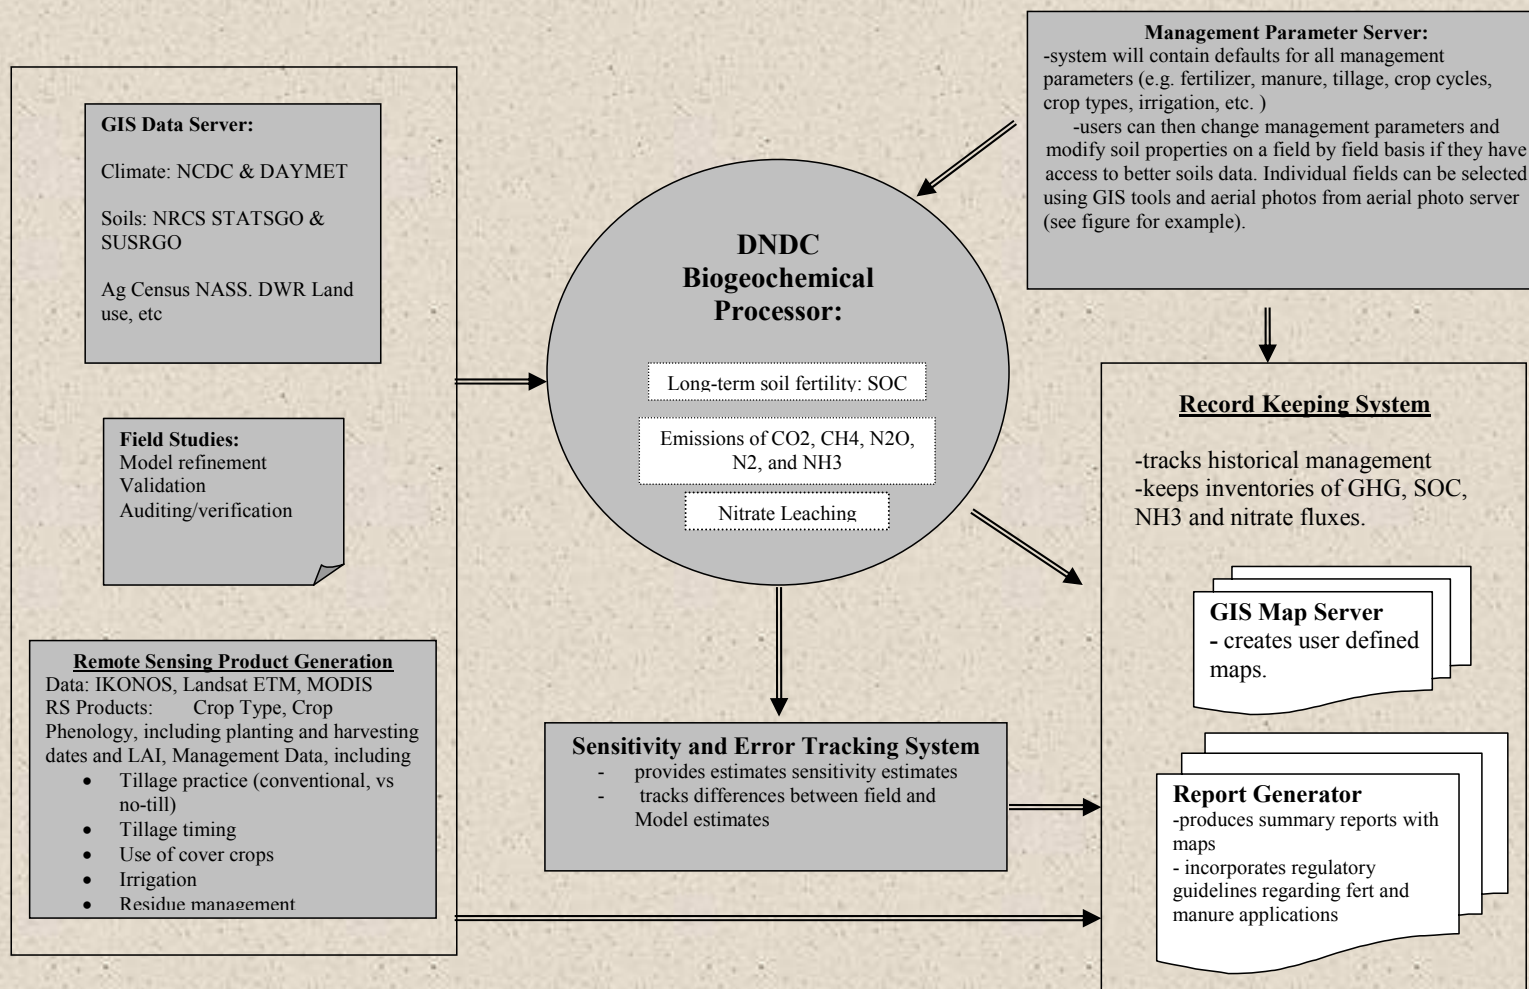 GIS Data Server:
Climate: NCDC & DAYMET
Soils: NRCS STATSGO &
SUSRGO
Ag Census NASS. DWR Land
use, etc
Field Studies:
Model refinement
Validation
Auditing/verification
Remote Sensing Product Generation
Data: IKONOS, Landsat ETM, MODIS
RS Products: Crop Type, Crop
Phenology, including planting and harvesting
dates and LAI, Management Data, including
• Tillage practice (conventional, vs
no-till)
• Tillage timing
• Use of cover crops
• Irrigation
• Residue management
DNDC
Biogeochemical
Processor:
Long-term soil fertility: SOC
Emissions of CO2, CH4, N2O,
N2, and NH3
Nitrate Leaching
Sensitivity and Error Tracking System
- provides estimates sensitivity estimates
- tracks differences between field and
Model estimates
Management Parameter Server:
-system will contain defaults for all management
parameters (e.g. fertilizer, manure, tillage, crop cycles,
crop types, irrigation, etc. )
-users can then change management parameters and
modify soil properties on a field by field basis if they have
access to better soils data. Individual fields can be selected
using GIS tools and aerial photos from aerial photo server
(see figure for example).
Record Keeping System
-tracks historical management
-keeps inventories of GHG, SOC,
NH3 and nitrate fluxes.
GIS Map Server
- creates user defined
maps.
Report Generator
-produces summary reports with
maps
- incorporates regulatory
guidelines regarding fert and
manure applications